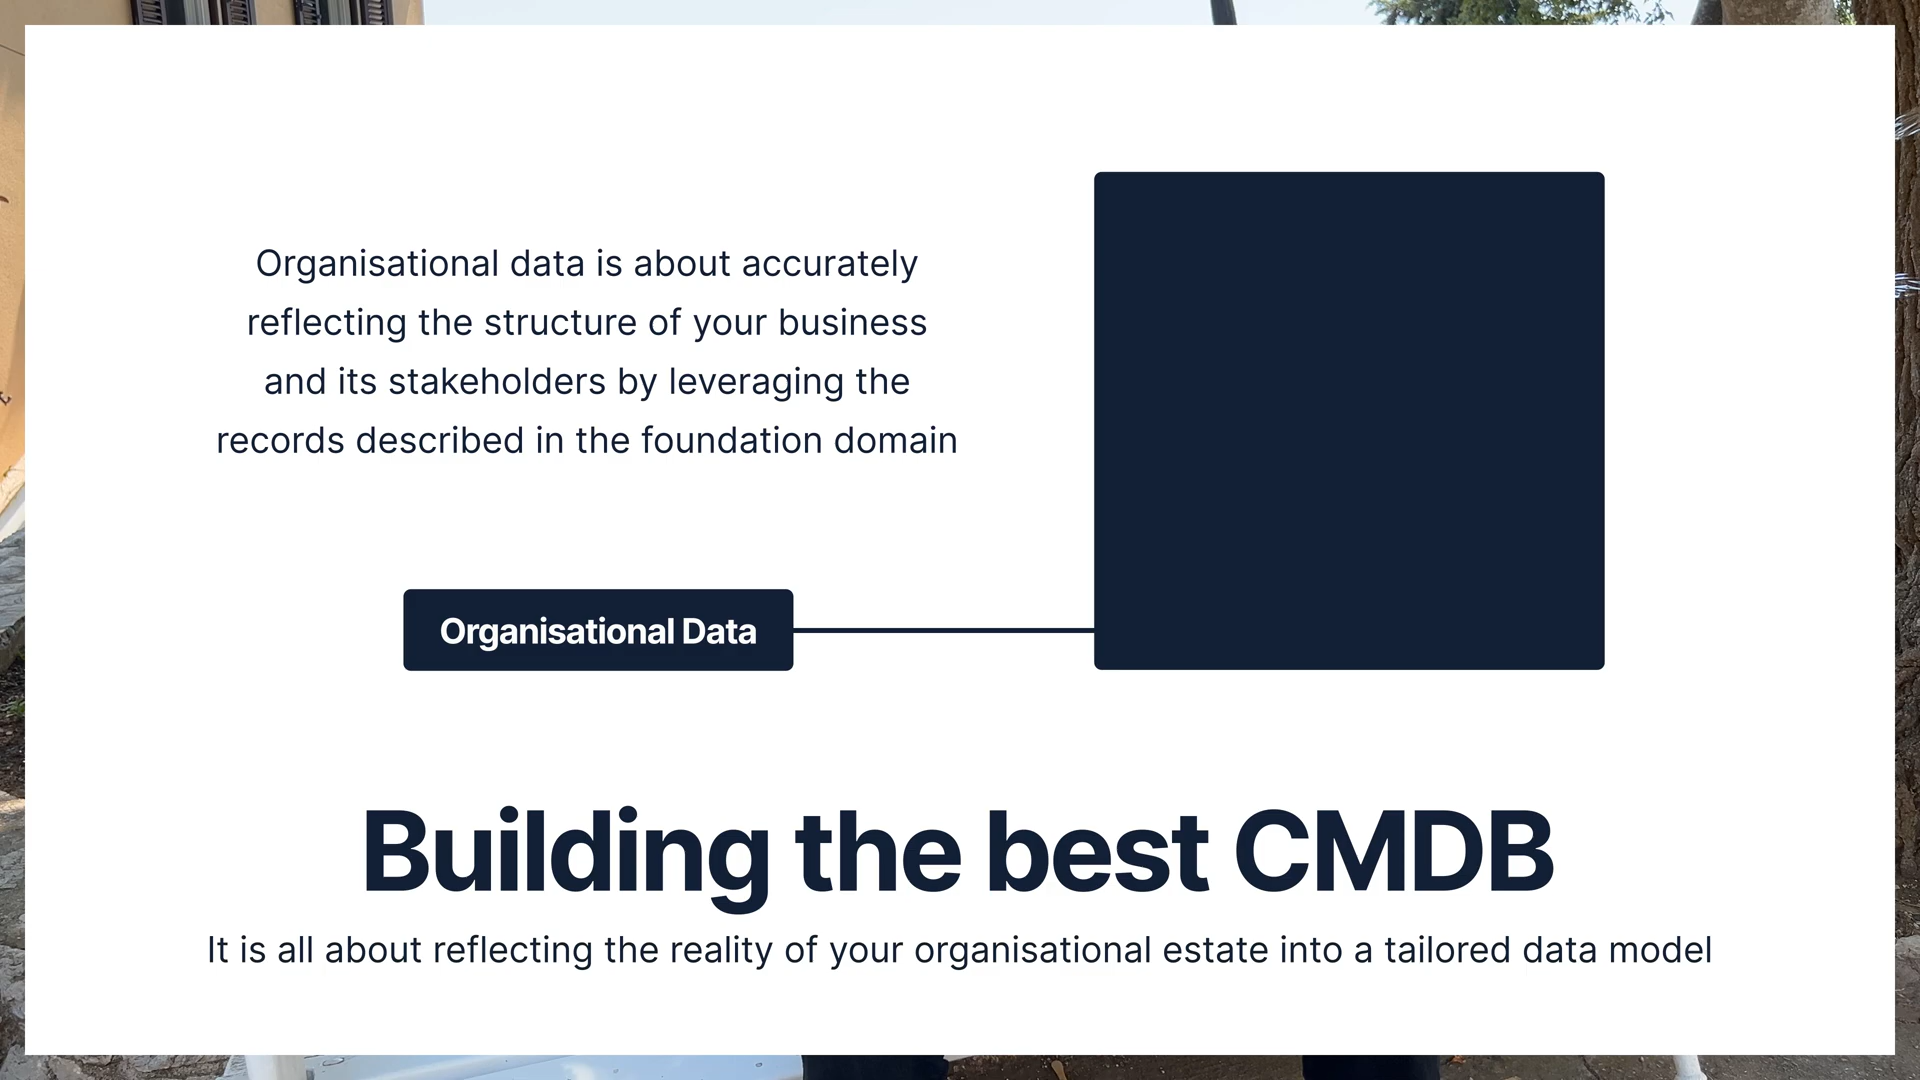 Organisational data is about accurately
reflecting the structure of your business
and its stakeholders by leveraging the
records described in the foundation domain
Organisational Data
Building the best CMDB
It is all about reflecting the reality of your organisational estate into a tailored data model